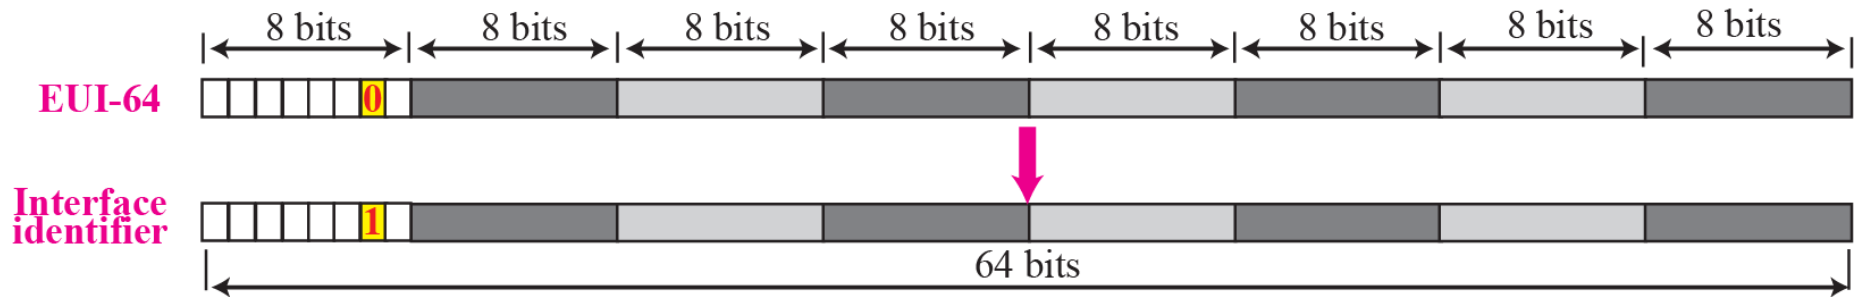 8 bits 8 bits 8 bits 8 bits 8 bits 8 bits 8 bits 8 bits
EUI-64 0
Interface
identifier 1
64 bits